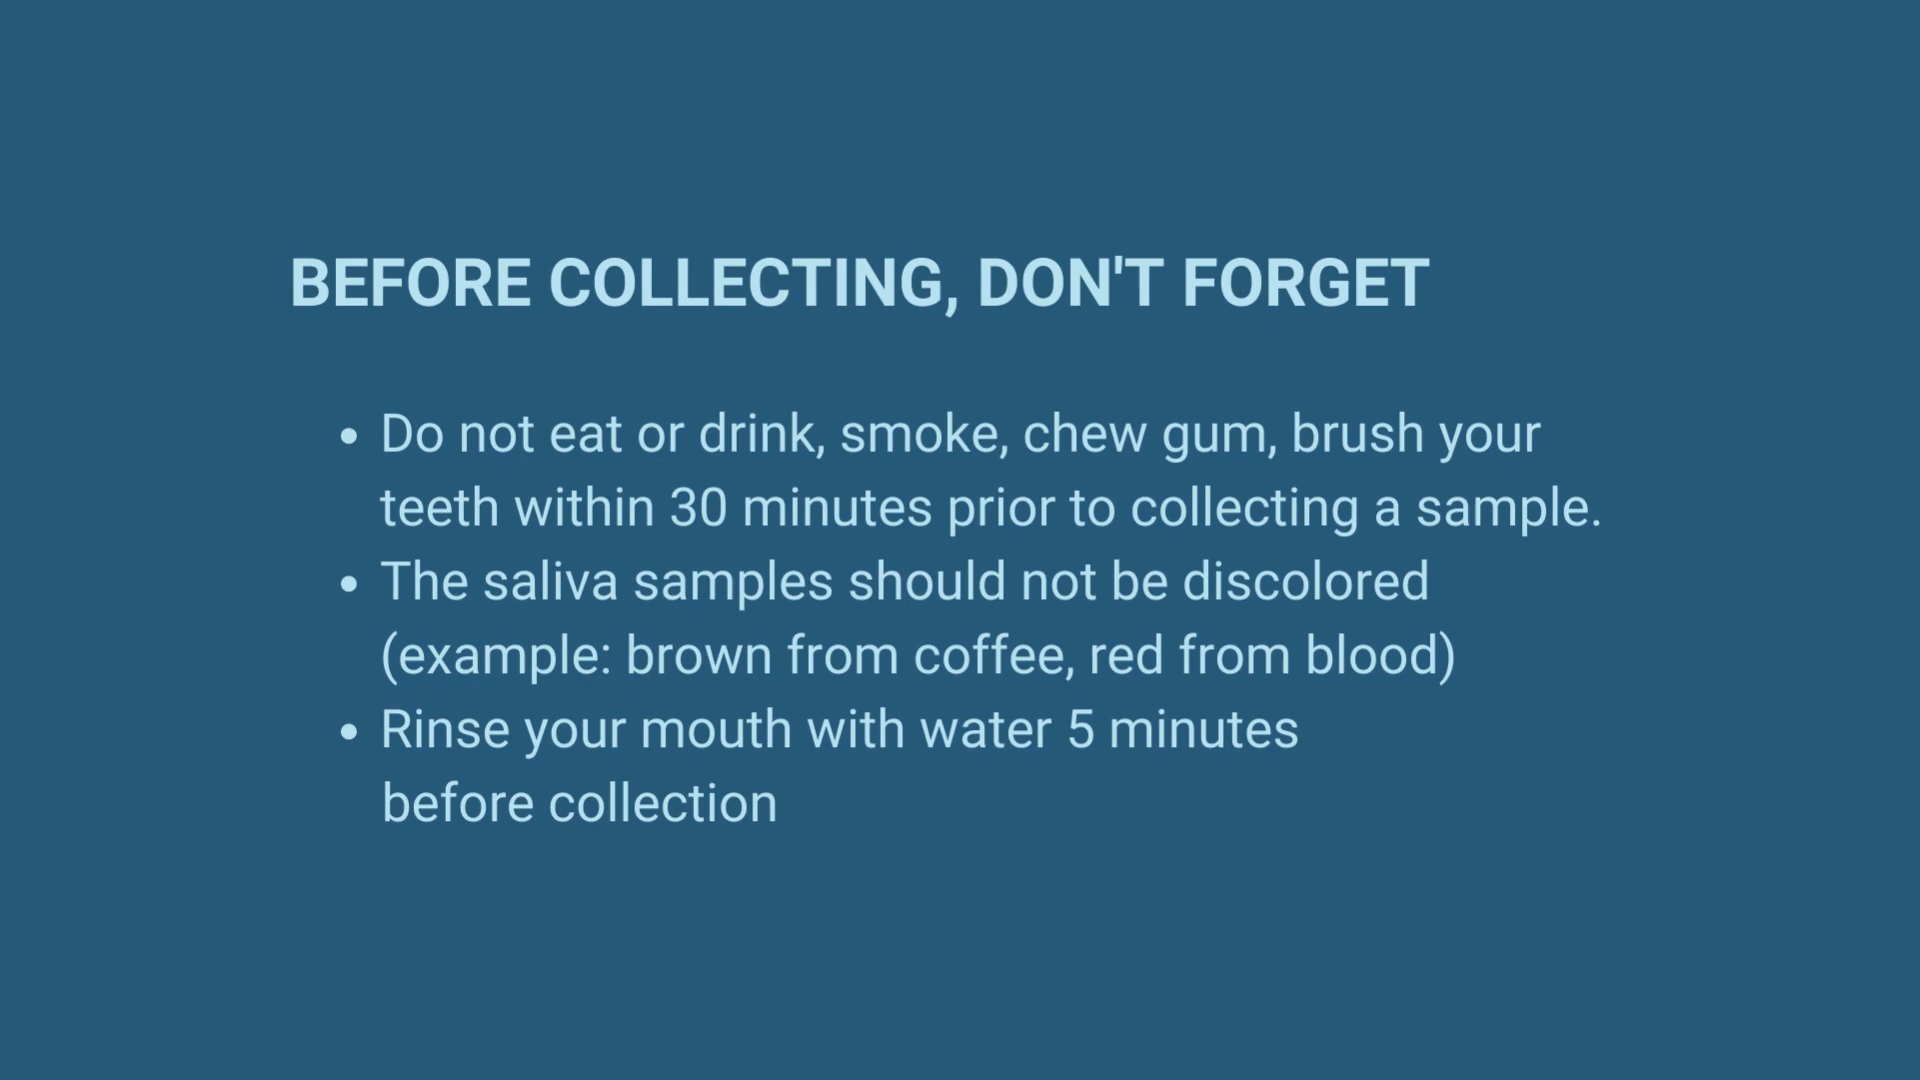 BEFORE COLLECTING, DON'T FORGET
• Do not eat or drink, smoke, chew gum, brush your
teeth within 30 minutes prior to collecting a sample.
• The saliva samples should not be discolored
(example: brown from coffee, red from blood)
• Rinse your mouth with water 5 minutes
before collection